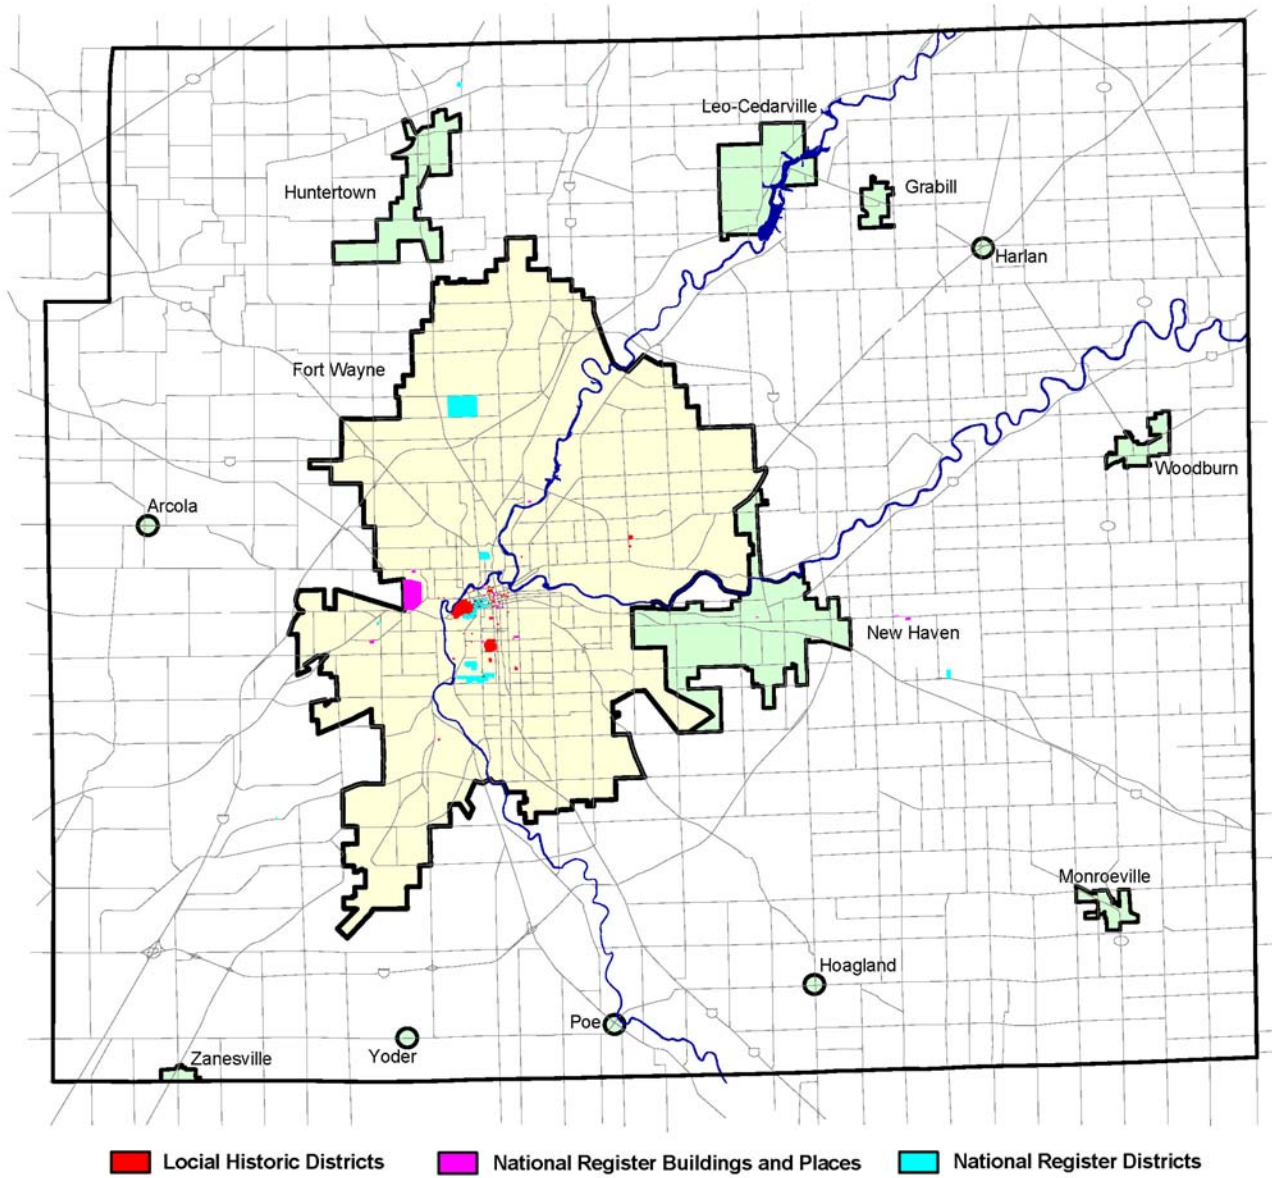 Leo-Cedarville
Huntertown
Grabill
Harlan
Fort Wayne
Woodburn
Arcola
New Haven
Monroeville
Hoagland
Poe
Yoder
Zanesville
Locial Historic Districts
National Register Buildings and Places
National Register Districts